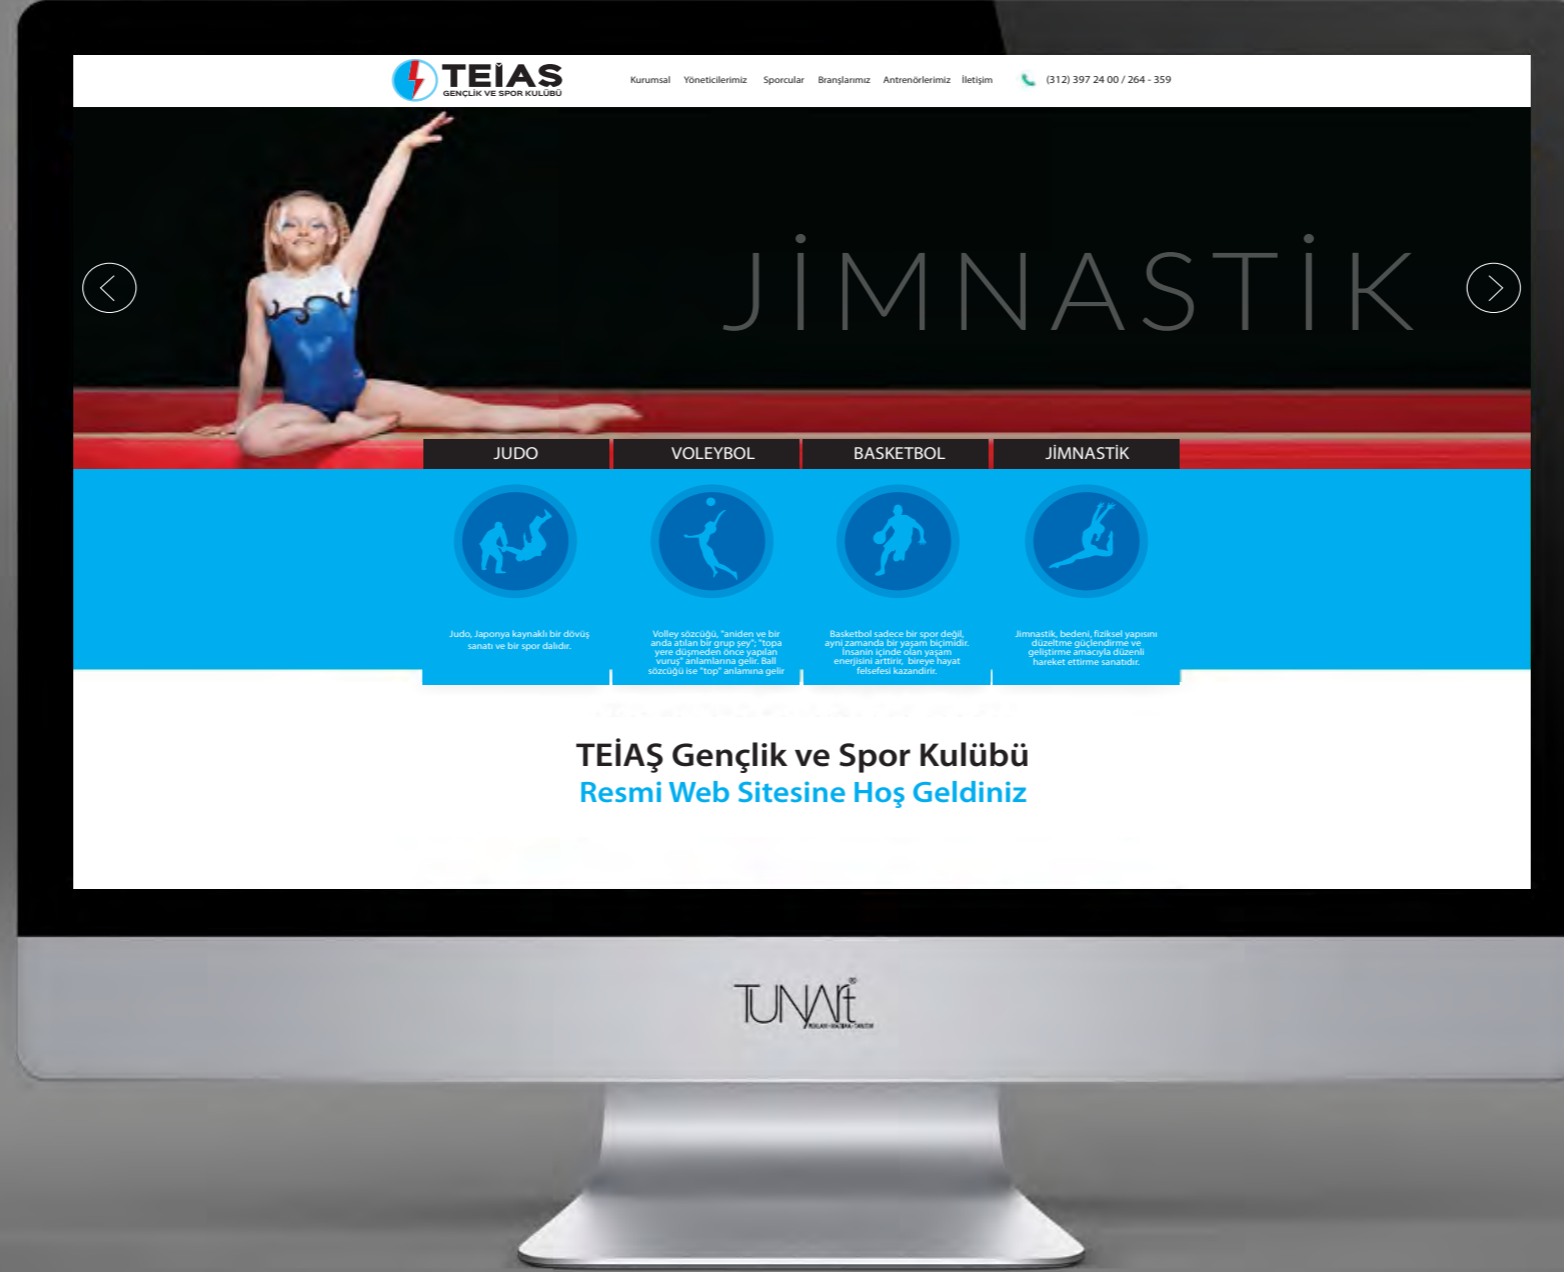 TEİAŞ
GENÇLİK VE SPOR KULÜBÜ
Kurumsal Yöneticilerimiz Sporcular Branşlarımız Antrenörlerimiz İletişim (312) 397 24 00 / 264 - 359
JİMNASTİK
JUDO
Judo, Japonya kaynaklı bir dövüş
sanatı ve bir spor dalıdır.
VOLEYBOL
Volley sözcüğü, "aniden ve bir
anda atılan bir grup şey"; "topa
yere düşmeden önce yapılan
vuruş" anlamlarına gelir. Ball
sözcüğü ise "top" anlamına gelir
BASKETBOL
Basketbol sadece bir spor değil,
ayni zamanda bir yaşam biçimidir.
İnsanin içinde olan yaşam
enerjisini arttirir, bireye hayat
felsefesi kazandirir.
JİMNASTİK
Jimnastik, bedeni, fiziksel yapısını
düzeltme güçlendirme ve
geliştirme amacıyla düzenli
hareket ettirme sanatıdır.
TEİAŞ Gençlik ve Spor Kulübü
Resmi Web Sitesine Hoş Geldiniz
TUNArt®